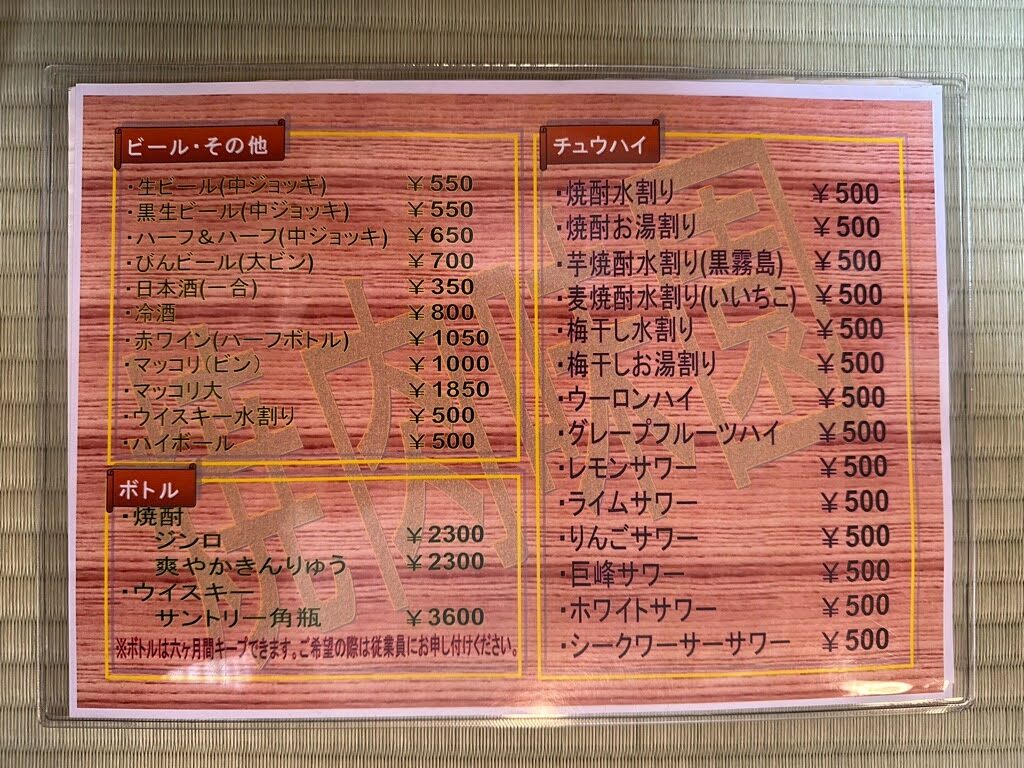 ビール・その他
・生ビール(中ジョッキ) ￥550
・黒生ビール(中ジョッキ) ￥550
・ハーフ＆ハーフ(中ジョッキ) ￥650
・びんビール(大ビン) ￥700
・日本酒(一合) ￥350
・冷酒 ￥800
・赤ワイン(ハーフボトル) ￥1050
・マッコリ(ビン) ￥1000
・マッコリ大 ￥1850
・ウイスキー水割り ￥500
・ハイボール ￥500
ボトル
・焼酎
ジンロ ￥2300
爽やかきんりゅう ￥2300
・ウイスキー
サントリー角瓶 ￥3600
※ボトルは六ヶ月間キープできます。ご希望の際は従業員にお申し付けください。
チュウハイ
・焼酎水割り ￥500
・焼酎お湯割り ￥500
・芋焼酎水割り(黒霧島) ￥500
・麦焼酎水割り(いいちこ) ￥500
・梅干し水割り ￥500
・梅干しお湯割り ￥500
・ウーロンハイ ￥500
・グレープフルーツハイ ￥500
・レモンサワー ￥500
・ライムサワー ￥500
・りんごサワー ￥500
・巨峰サワー ￥500
・ホワイトサワー ￥500
・シークワーサーサワー ￥500